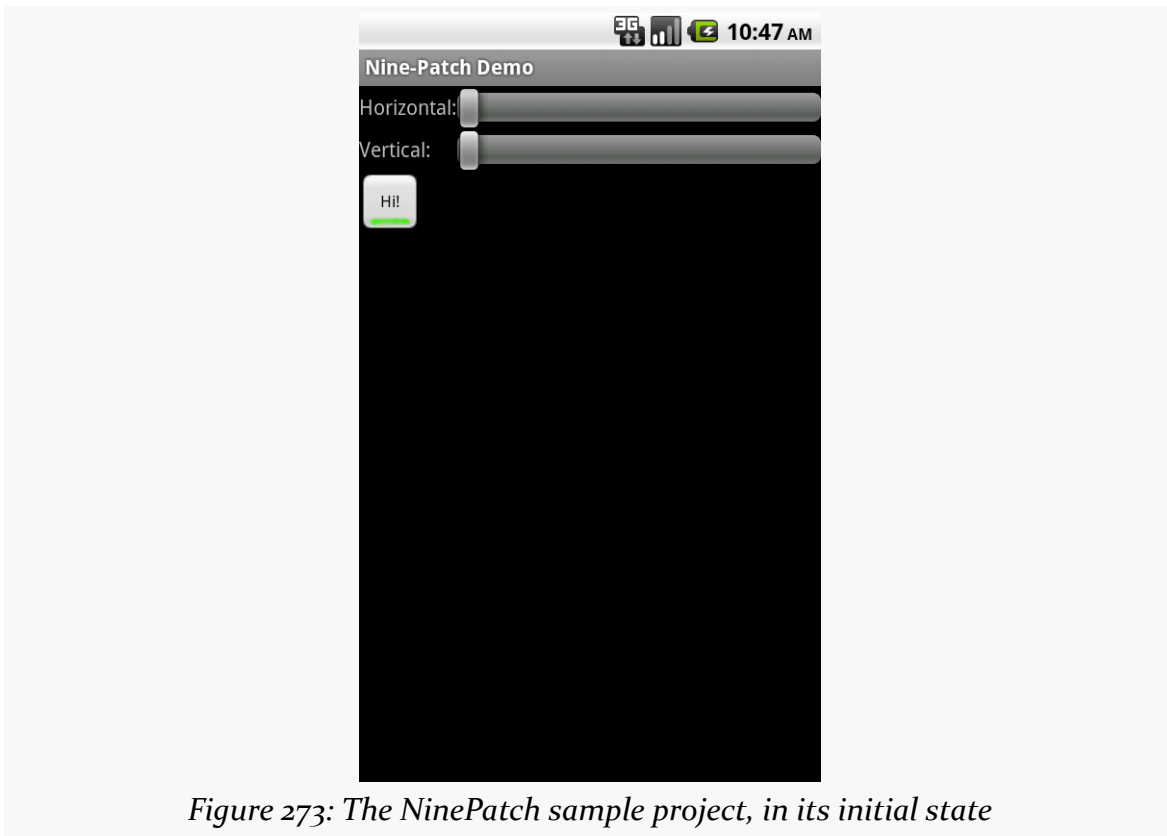 3G 10:47 AM
Nine-Patch Demo
Horizontal:
Vertical:
Hi!
Figure 273: The NinePatch sample project, in its initial state